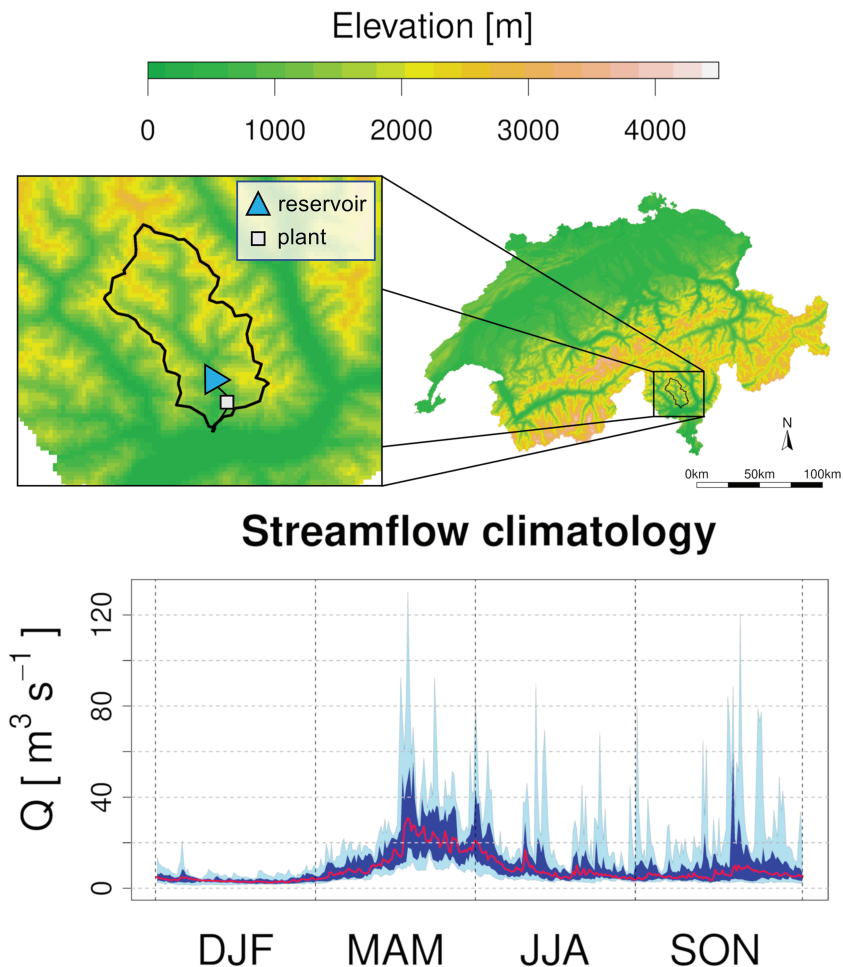 Elevation [m]
0 1000 2000 3000 4000
reservoir
plant
N
0km 50km 100km
Streamflow climatology
Q [ m³ s⁻¹ ]
120
80
40
0
DJF MAM JJA SON